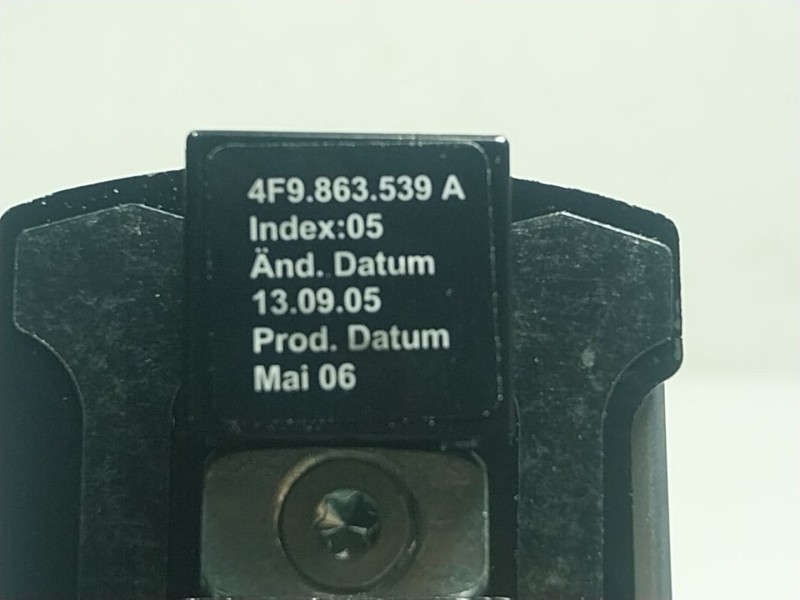 4F9.863.539 A
Index:05
Änd. Datum
13.09.05
Prod. Datum
Mai 06